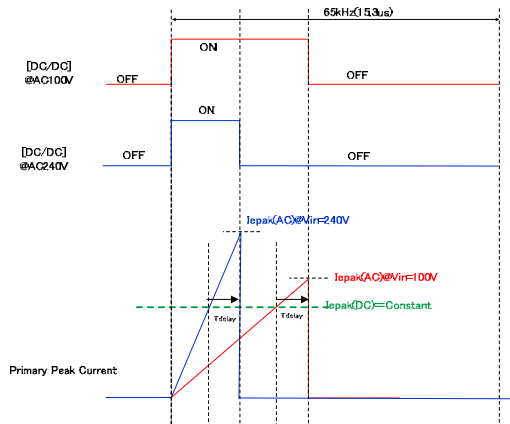 65kHz(15.3us)
ON
[DC/DC]
@AC100V
OFF
OFF
ON
[DC/DC]
@AC240V
OFF
OFF
Iepak(AC)@Vin=240V
Iepak(AC)@Vin=100V
Iepak(DC)=Constant
Tdelay
Tdelay
Primary Peak Current